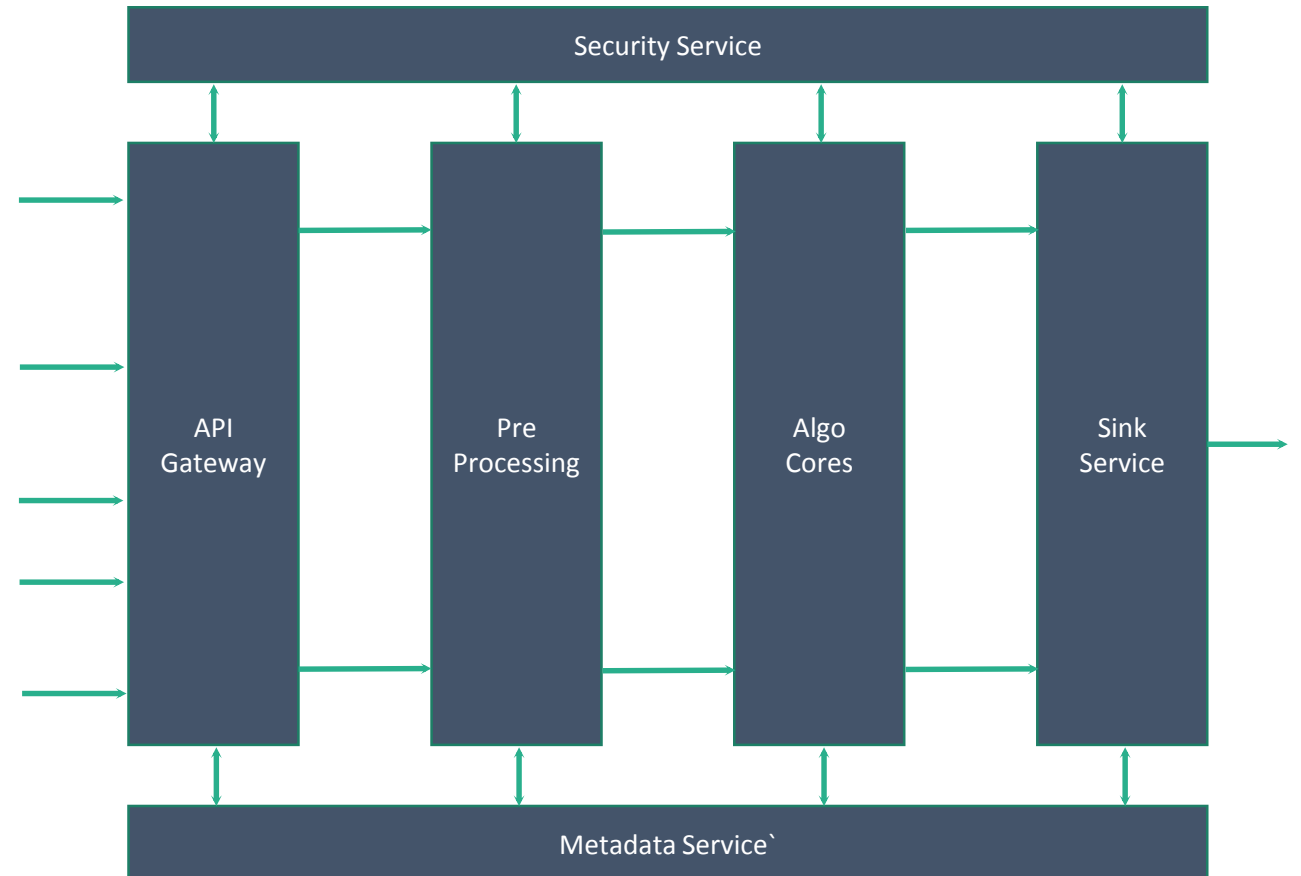 Security Service
API
Gateway
Pre
Processing
Algo
Cores
Sink
Service
Metadata Service`